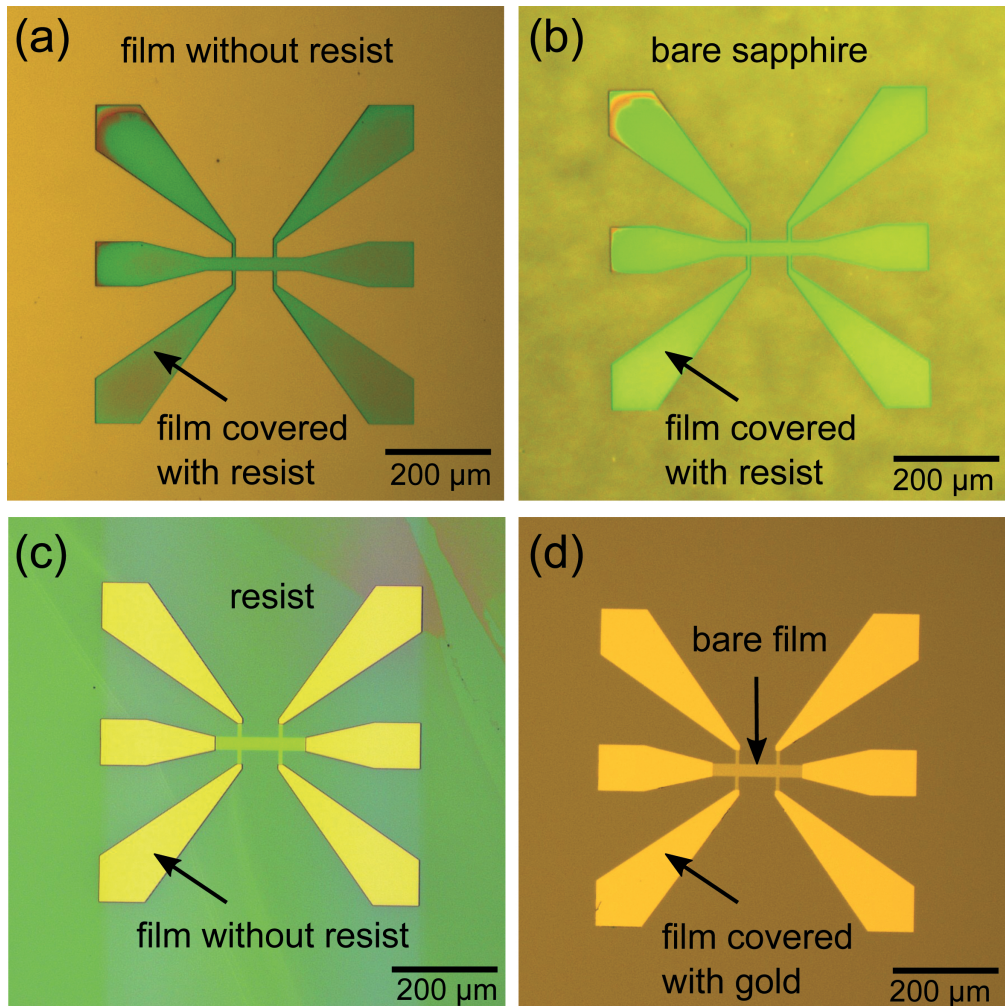 (a)
film without resist
film covered
with resist
200 µm
(b)
bare sapphire
film covered
with resist
200 µm
(c)
resist
film without resist
200 µm
(d)
bare film
film covered
with gold
200 µm